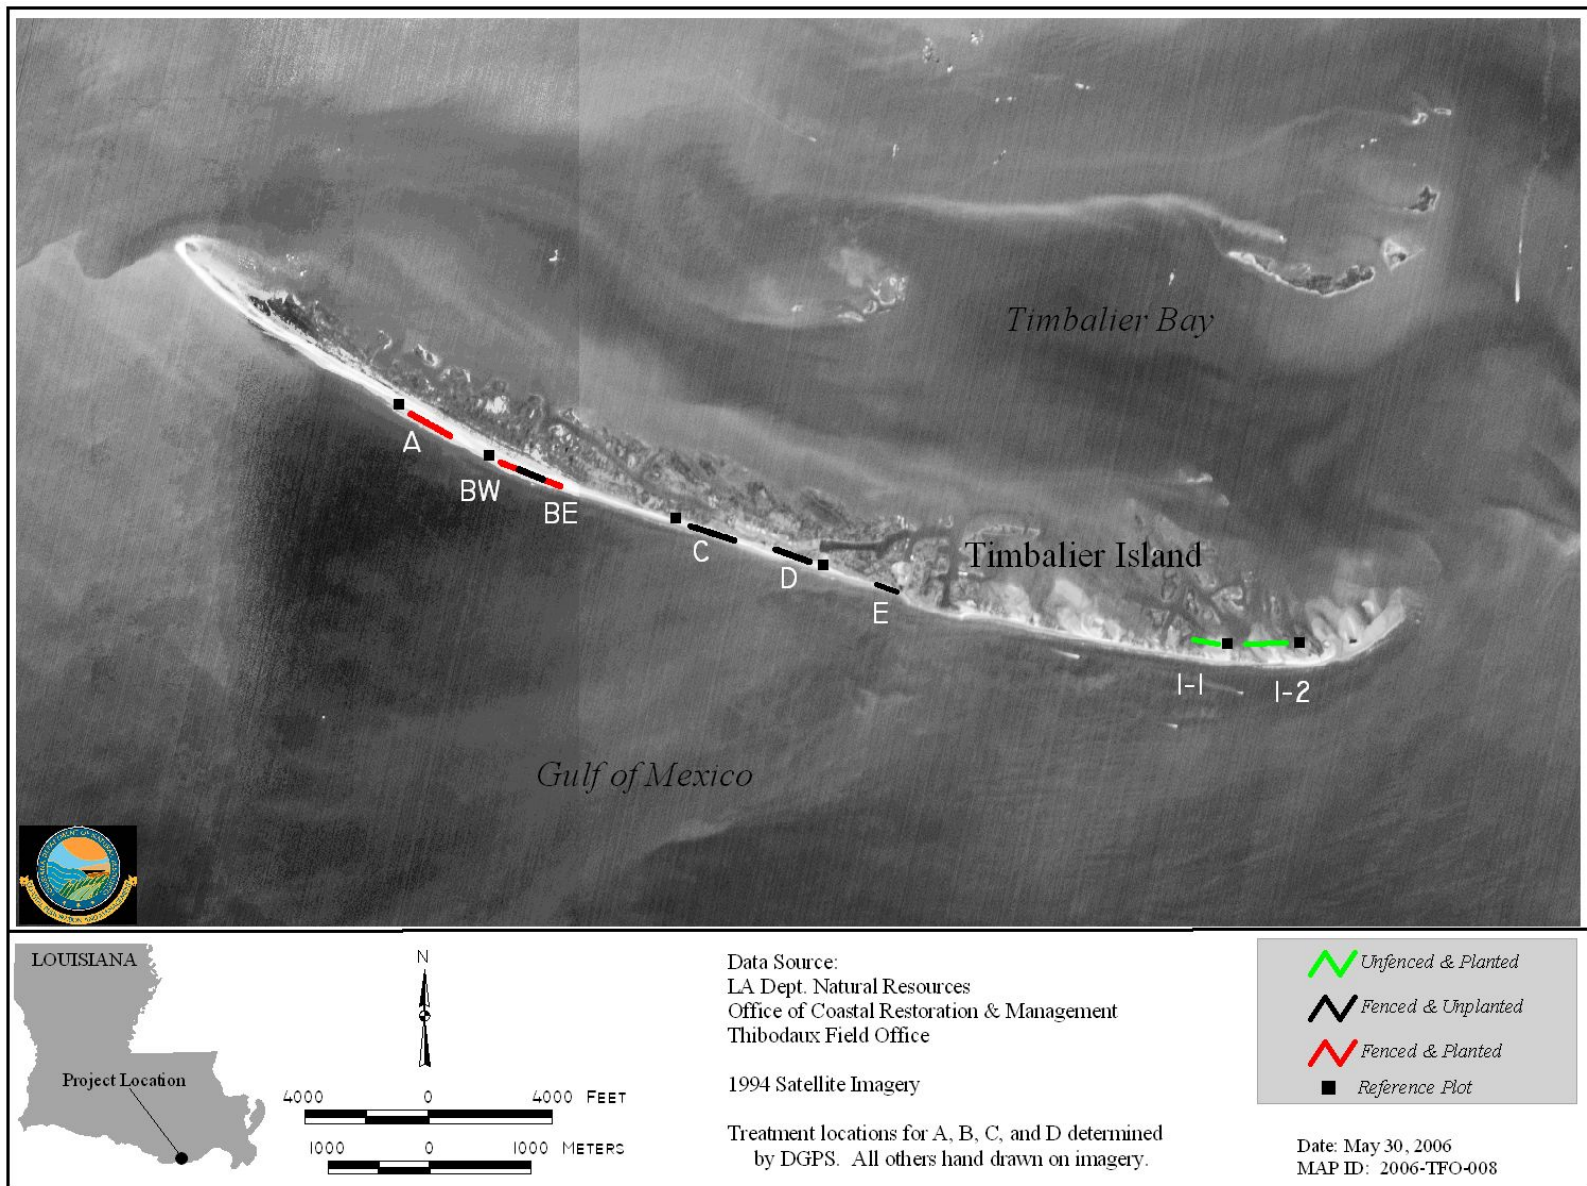 Timbalier Bay
A
BW
BE
C
D
E
Timbalier Island
I-1
I-2
Gulf of Mexico
LOUISIANA
Project Location
N
4000 0 4000 FEET
1000 0 1000 METERS
Data Source:
LA Dept. Natural Resources
Office of Coastal Restoration & Management
Thibodaux Field Office
1994 Satellite Imagery
Treatment locations for A, B, C, and D determined
by DGPS. All others hand drawn on imagery.
Unfenced & Planted
Fenced & Unplanted
Fenced & Planted
Reference Plot
Date: May 30, 2006
MAP ID: 2006-TFO-008